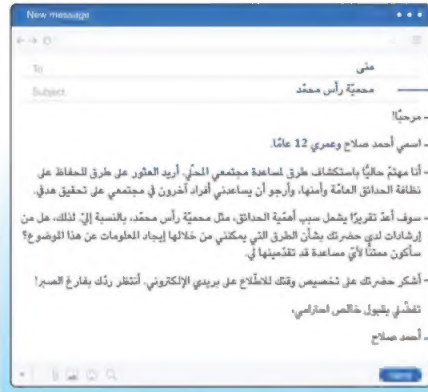 New message
To
منى
Subject
محميّة رأس محمّد
- مرحبًا!
- اسمي أحمد صلاح وعمري 12 عامًا.
- أنا مهتمّ حاليًّا باستكشاف طرق لمساعدة مجتمعي المحلّي. أريد العثور على طرق للحفاظ على
نظافة الحدائق العامّة وأمنها، وأرجو أن يساعدني أفراد آخرون في مجتمعي على تحقيق هدفي.
- سوف أعدّ تقريرًا يشمل سبب أهمّية الحدائق، مثل محميّة رأس محمّد، بالنسبة إليّ. لذلك، هل من
إرشادات لدى حضرتك بشأن الطرق التي يمكنني من خلالها إيجاد المعلومات عن هذا الموضوع؟
سأكون ممتنًّا لأيّ مساعدة قد تقدّمينها لي.
- أشكر حضرتك على تخصيص وقتك للاطّلاع على بريدي الإلكتروني. أنتظر ردّك بفارغ الصبر!
تفضّلي بقبول خالص احترامي،
- أحمد صلاح